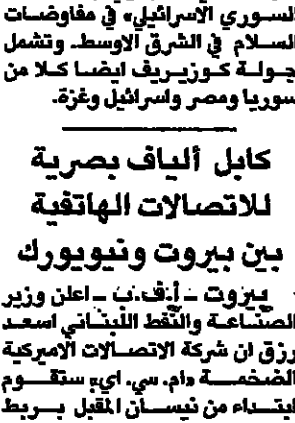 السوري الاسرائيلي» في مفاوضات
السلام في الشرق الاوسط. وتشمل
جولة كوزيريف ايضا كلا من
سوريا ومصر واسرائيل وغزة.
كابل ألياف بصرية
للاتصالات الهاتفية
بين بيروت ونيويورك
بيروت – أ.ف.ب – اعلن وزير
الصناعة والنفط اللبناني اسعد
رزق ان شركة الاتصالات الاميركية
الضخمة «ام. سي. اي» ستقوم
ابتداء من نيسان المقبل بربط